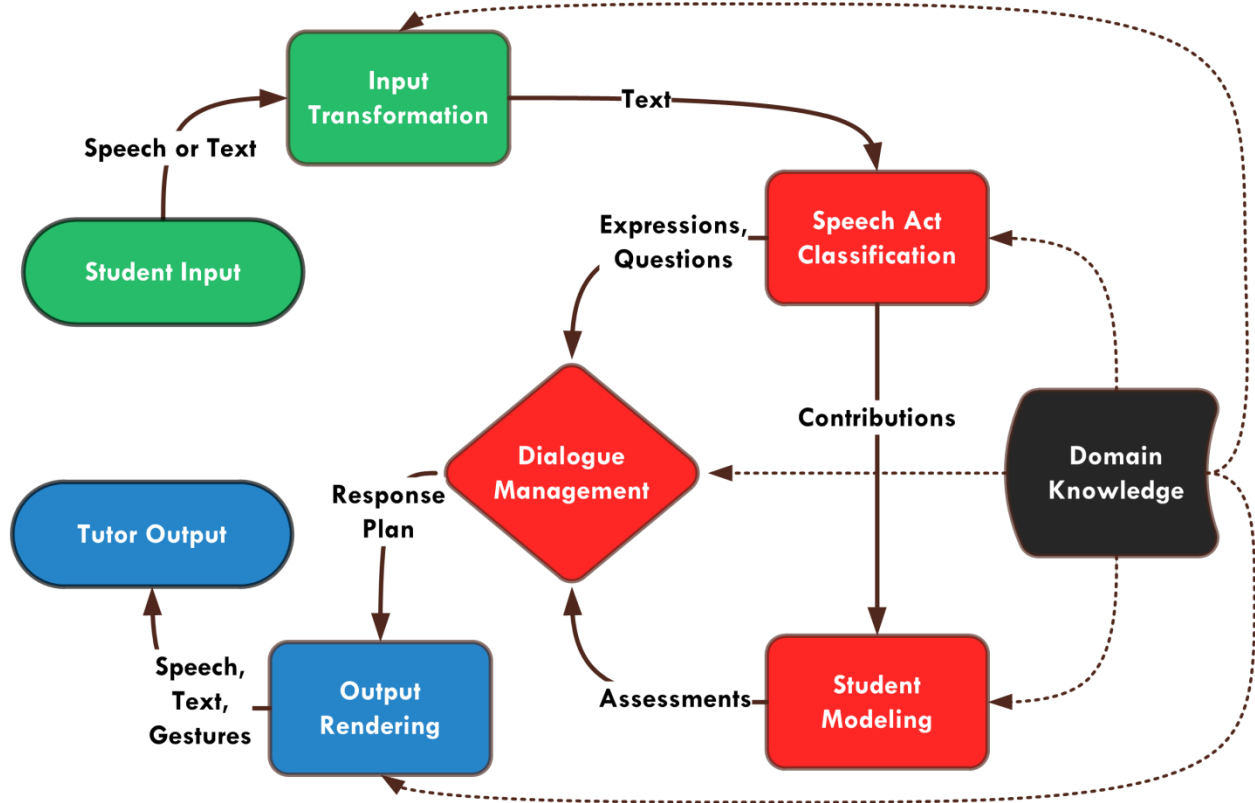 Input
Transformation
Text
Speech or Text
Student Input
Speech Act
Classification
Expressions,
Questions
Contributions
Dialogue
Management
Domain
Knowledge
Response
Plan
Tutor Output
Speech,
Text,
Gestures
Output
Rendering
Assessments
Student
Modeling